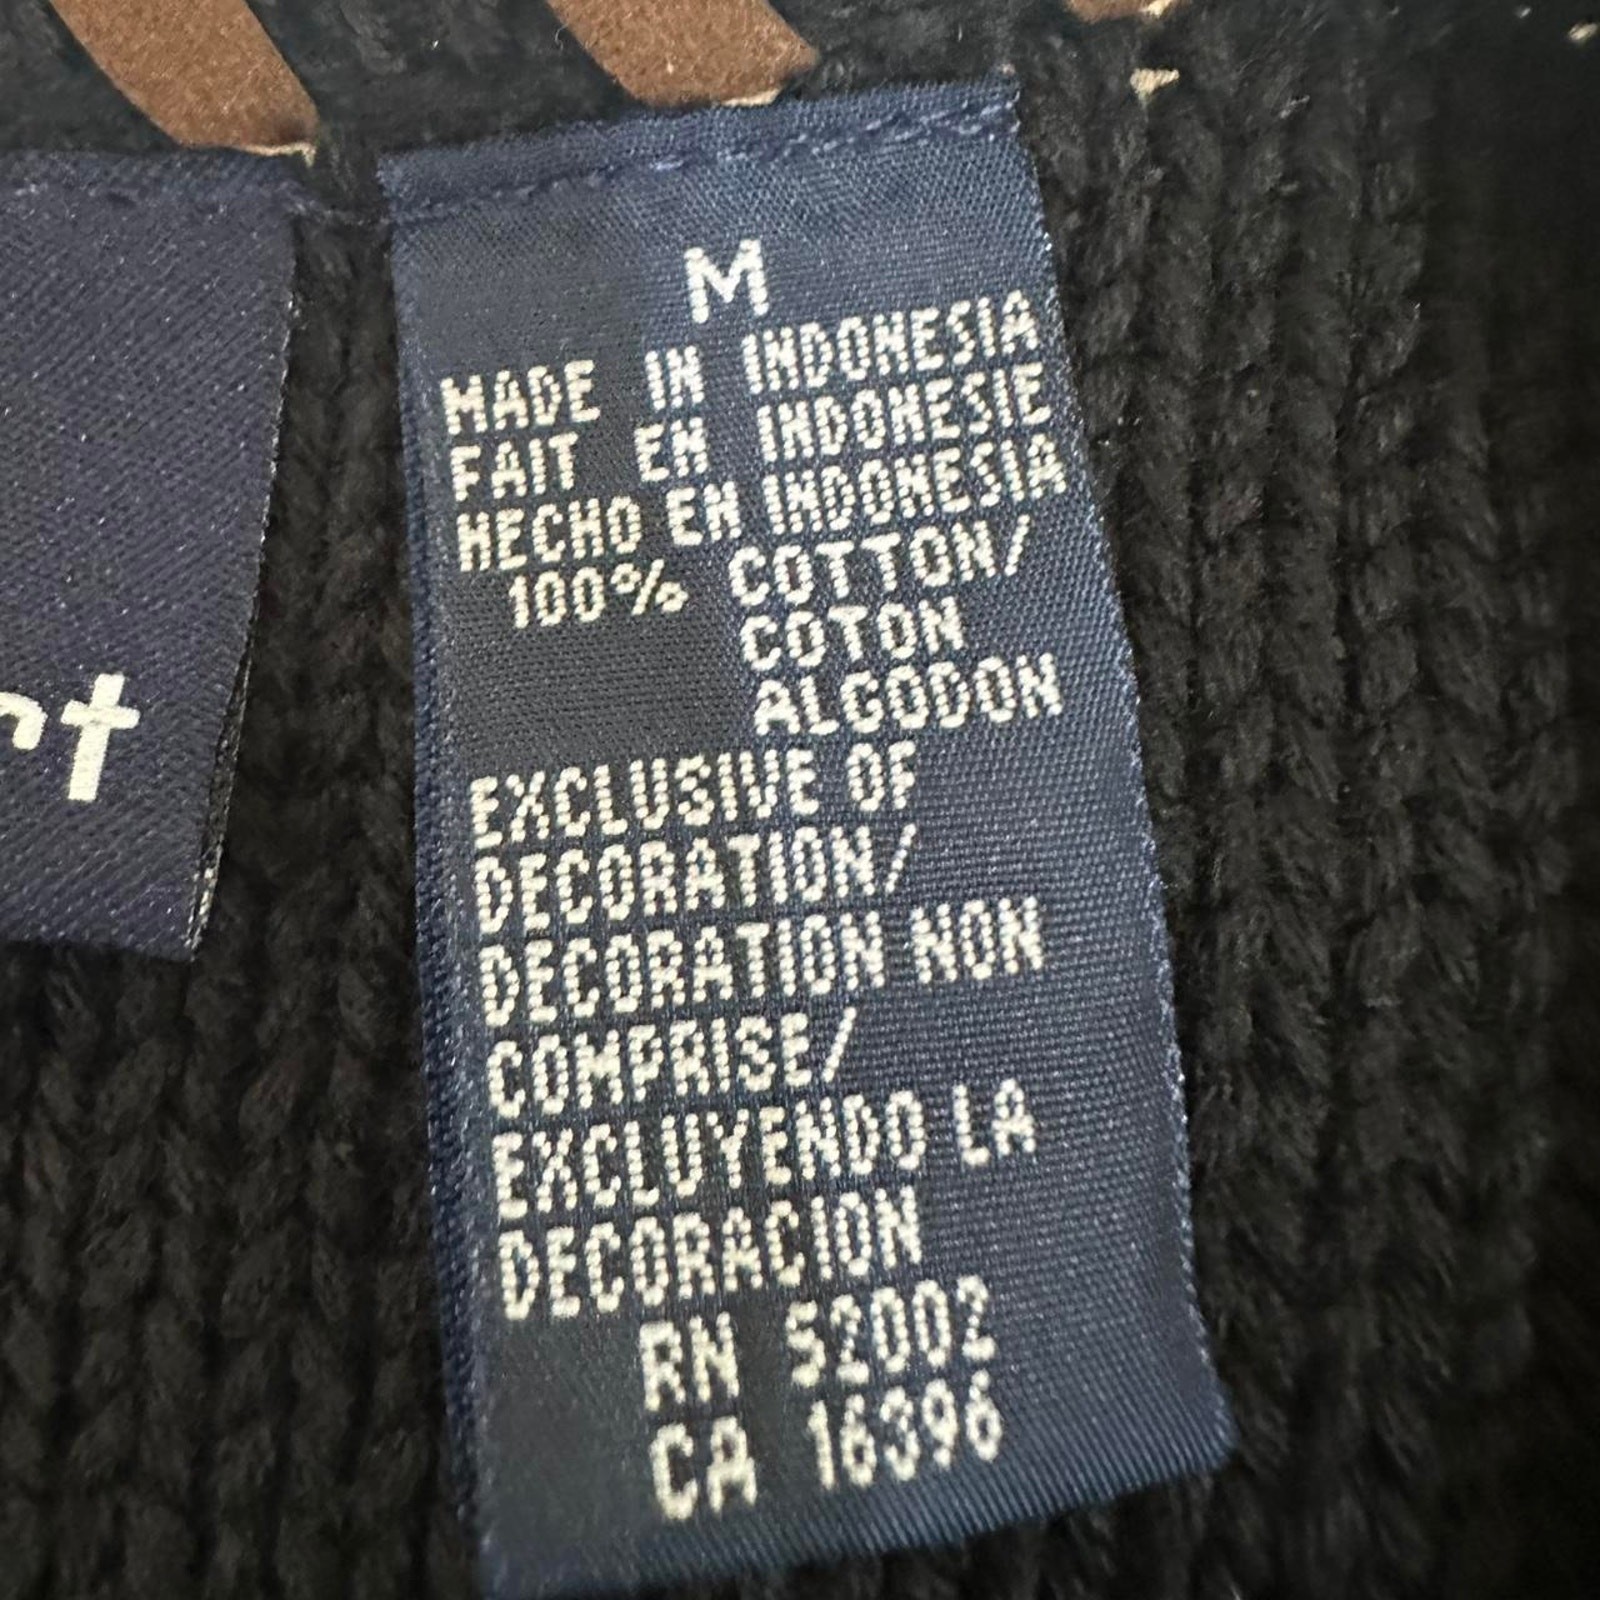 M
MADE IN INDONESIA
FAIT EN INDONESIE
HECHO EN INDONESIA
100% COTTON/
COTON
ALGODON
EXCLUSIVE OF
DECORATION/
DECORATION NON
COMPRISE/
EXCLUYENDO LA
DECORACION
RN 52002
CA 16396